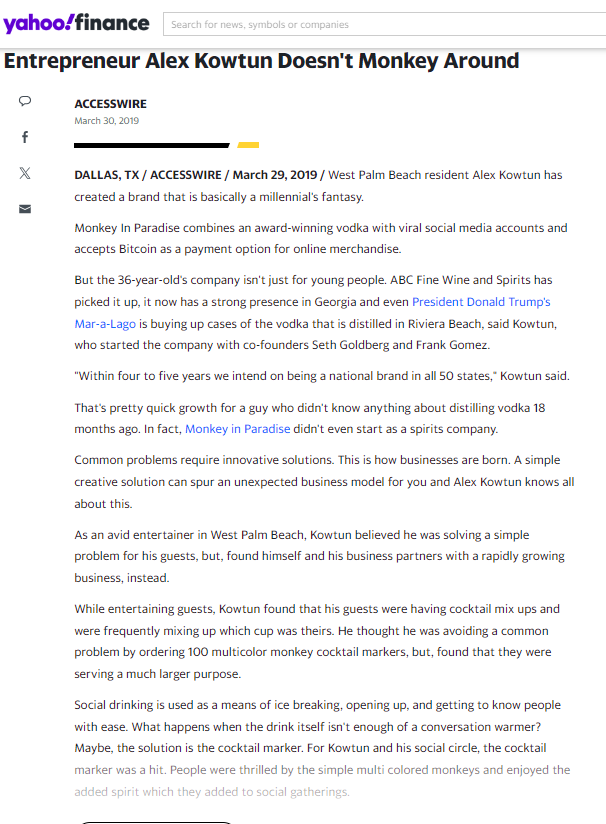 yahoo!finance
Search for news, symbols or companies
Entrepreneur Alex Kowtun Doesn't Monkey Around
ACCESSWIRE
March 30, 2019
DALLAS, TX / ACCESSWIRE / March 29, 2019 / West Palm Beach resident Alex Kowtun has
created a brand that is basically a millennial's fantasy.
Monkey In Paradise combines an award-winning vodka with viral social media accounts and
accepts Bitcoin as a payment option for online merchandise.
But the 36-year-old's company isn't just for young people. ABC Fine Wine and Spirits has
picked it up, it now has a strong presence in Georgia and even President Donald Trump's
Mar-a-Lago is buying up cases of the vodka that is distilled in Riviera Beach, said Kowtun,
who started the company with co-founders Seth Goldberg and Frank Gomez.
"Within four to five years we intend on being a national brand in all 50 states," Kowtun said.
That's pretty quick growth for a guy who didn't know anything about distilling vodka 18
months ago. In fact, Monkey in Paradise didn't even start as a spirits company.
Common problems require innovative solutions. This is how businesses are born. A simple
creative solution can spur an unexpected business model for you and Alex Kowtun knows all
about this.
As an avid entertainer in West Palm Beach, Kowtun believed he was solving a simple
problem for his guests, but, found himself and his business partners with a rapidly growing
business, instead.
While entertaining guests, Kowtun found that his guests were having cocktail mix ups and
were frequently mixing up which cup was theirs. He thought he was avoiding a common
problem by ordering 100 multicolor monkey cocktail markers, but, found that they were
serving a much larger purpose.
Social drinking is used as a means of ice breaking, opening up, and getting to know people
with ease. What happens when the drink itself isn't enough of a conversation warmer?
Maybe, the solution is the cocktail marker. For Kowtun and his social circle, the cocktail
marker was a hit. People were thrilled by the simple multi colored monkeys and enjoyed the
added spirit which they added to social gatherings.